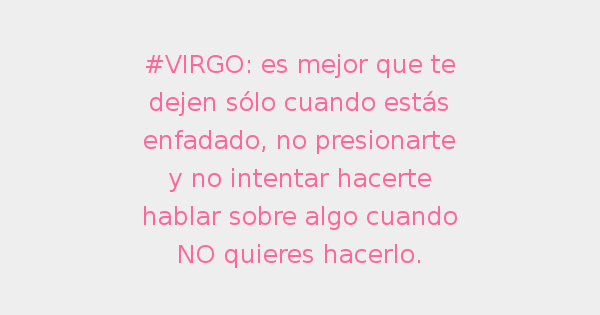 #VIRGO: es mejor que te
dejen sólo cuando estás
enfadado, no presionarte
y no intentar hacerte
hablar sobre algo cuando
NO quieres hacerlo.